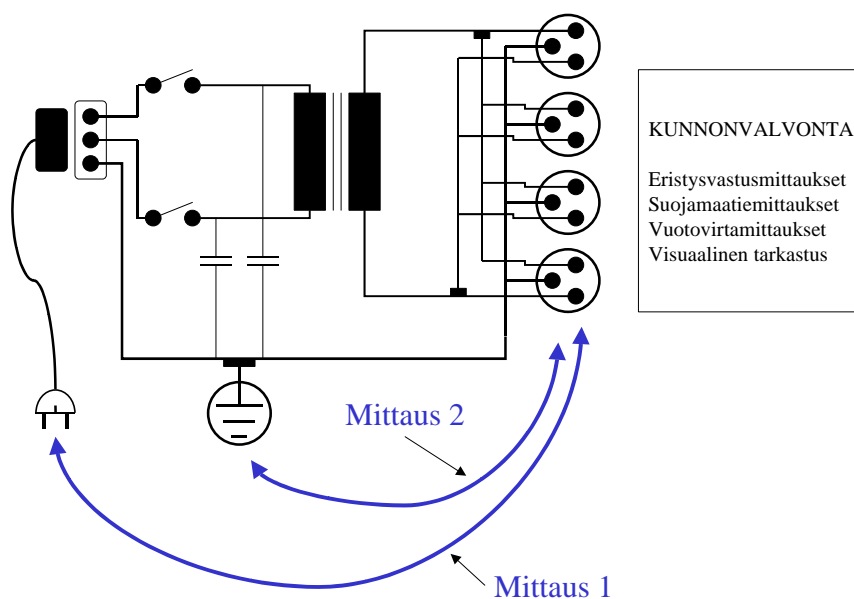 KUNNONVALVONTA
Eristysvastusmittaukset
Suojamaatiemittaukset
Vuotovirtamittaukset
Visuaalinen tarkastus
Mittaus 2
Mittaus 1